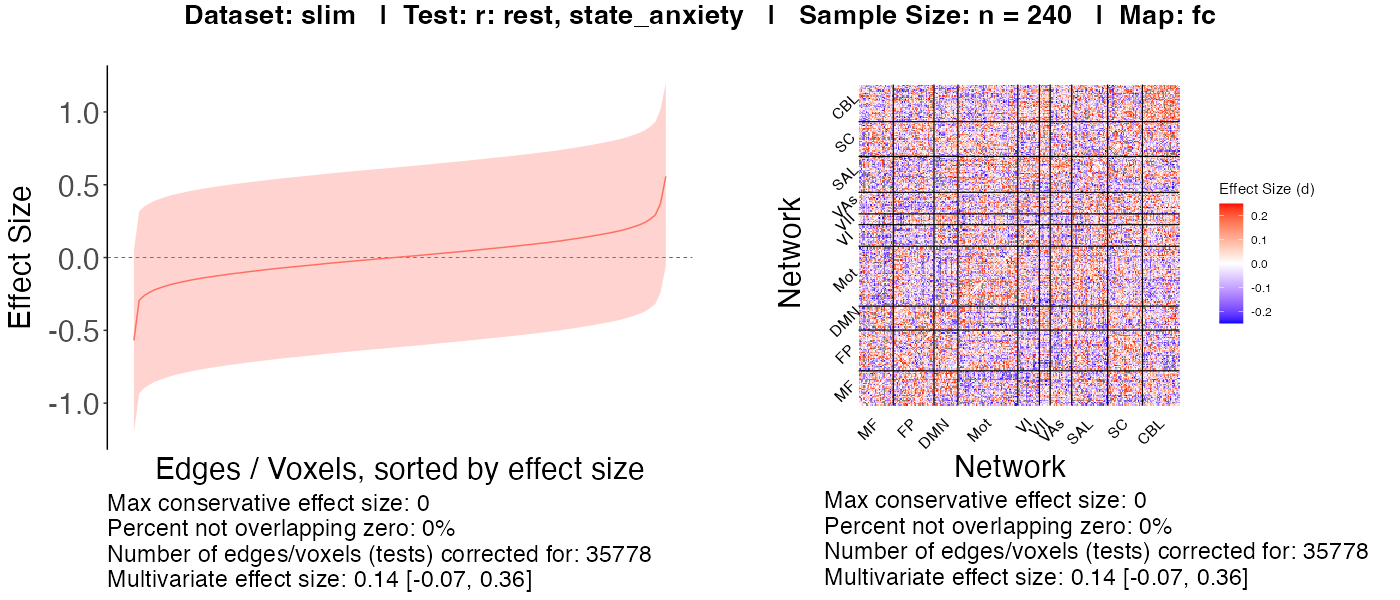 Dataset: slim | Test: r: rest, state_anxiety | Sample Size: n = 240 | Map: fc
Effect Size
1.0
0.5
0.0
-0.5
-1.0
Edges / Voxels, sorted by effect size
Max conservative effect size: 0
Percent not overlapping zero: 0%
Number of edges/voxels (tests) corrected for: 35778
Multivariate effect size: 0.14 [-0.07, 0.36]
Network
CBL
SC
SAL
VAs
VII
VI
Mot
DMN
FP
MF
MF
FP
DMN
Mot
VI
VII
VAs
SAL
SC
CBL
Network
Effect Size (d)
0.2
0.1
0.0
-0.1
-0.2
Max conservative effect size: 0
Percent not overlapping zero: 0%
Number of edges/voxels (tests) corrected for: 35778
Multivariate effect size: 0.14 [-0.07, 0.36]